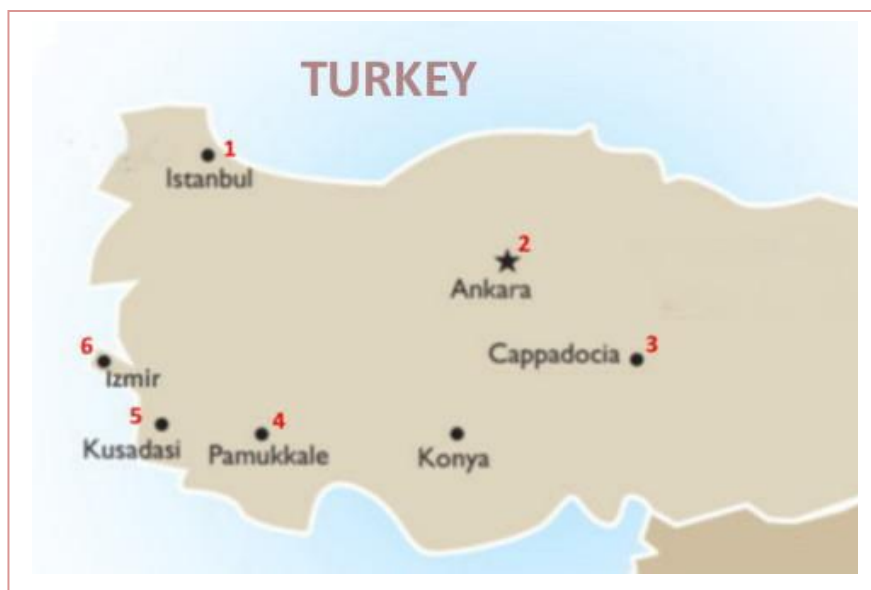 TURKEY
1
Istanbul
2
Ankara
Cappadocia 3
6
Izmir
5 4
Kusadasi
Pamukkale
Konya